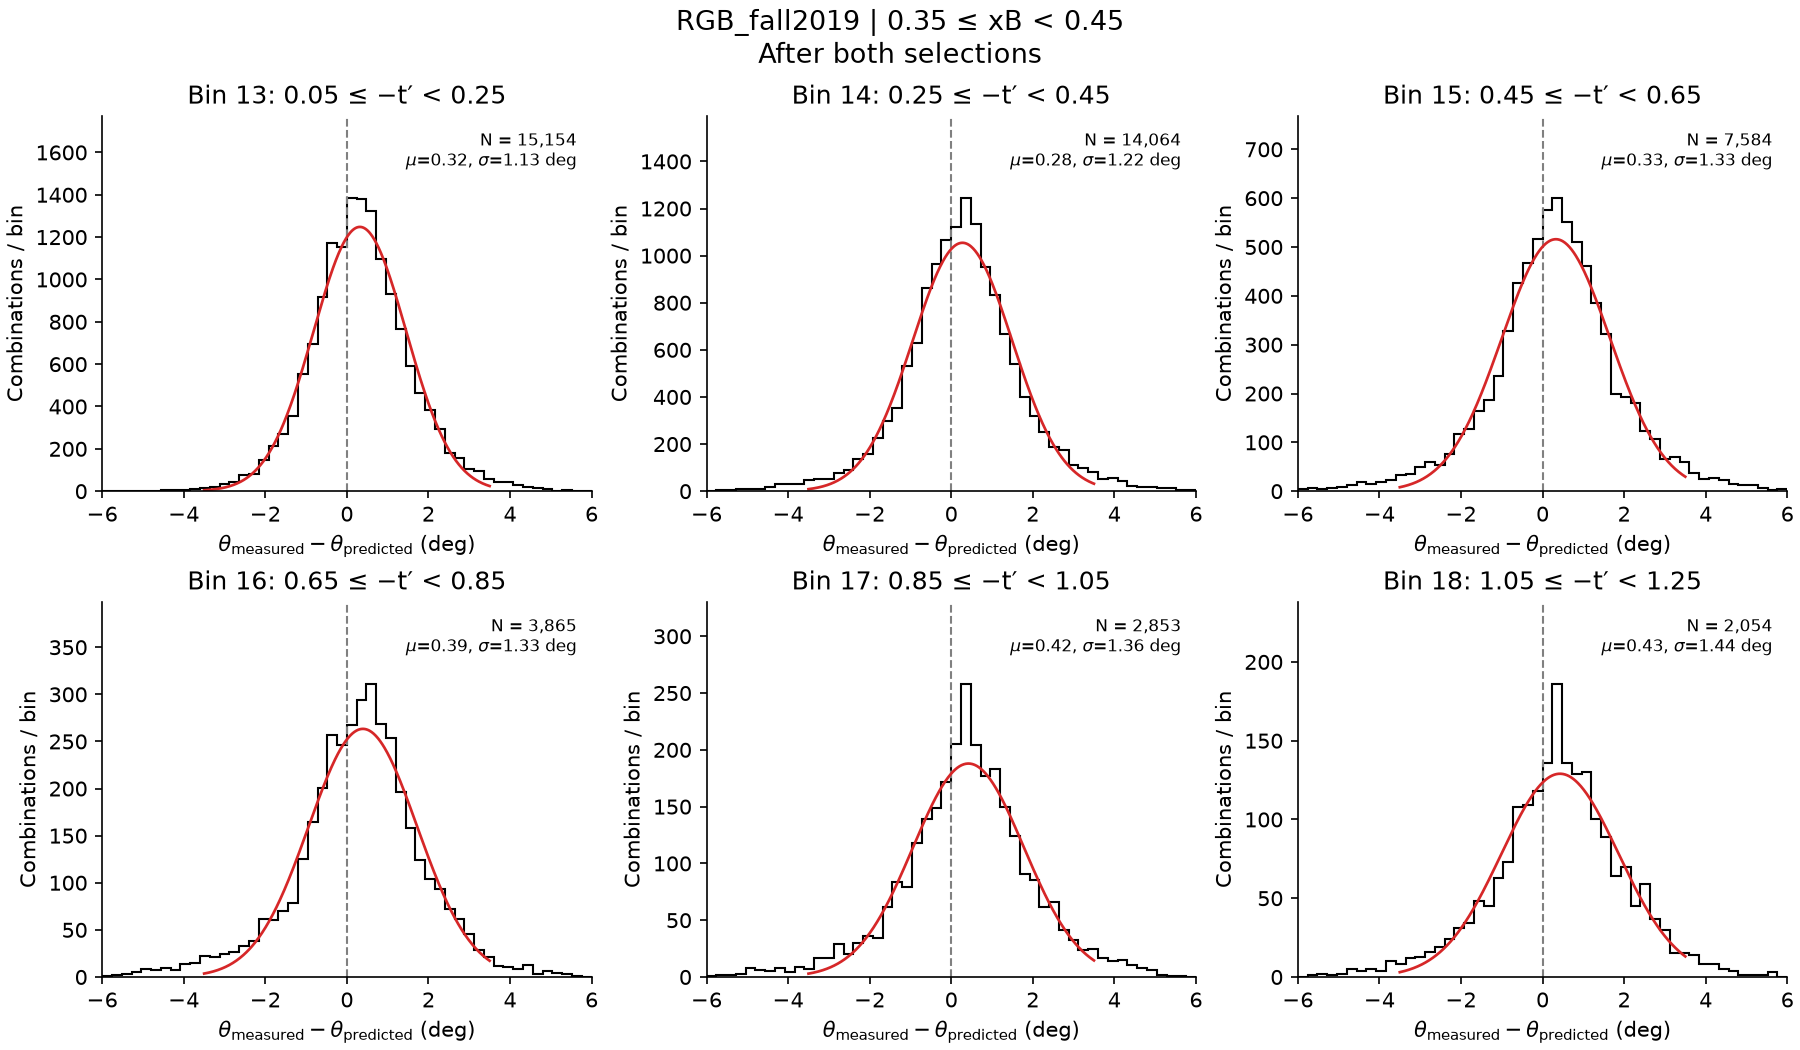 RGB_fall2019 | 0.35 ≤ xB < 0.45
After both selections
Bin 13: 0.05 ≤ −t′ < 0.25
N = 15,154
μ=0.32, σ=1.13 deg
Combinations / bin
1600
1400
1200
1000
800
600
400
200
0
−6 −4 −2 0 2 4 6
θmeasured − θpredicted (deg)
Bin 14: 0.25 ≤ −t′ < 0.45
N = 14,064
μ=0.28, σ=1.22 deg
Combinations / bin
1400
1200
1000
800
600
400
200
0
−6 −4 −2 0 2 4 6
θmeasured − θpredicted (deg)
Bin 15: 0.45 ≤ −t′ < 0.65
N = 7,584
μ=0.33, σ=1.33 deg
Combinations / bin
700
600
500
400
300
200
100
0
−6 −4 −2 0 2 4 6
θmeasured − θpredicted (deg)
Bin 16: 0.65 ≤ −t′ < 0.85
N = 3,865
μ=0.39, σ=1.33 deg
Combinations / bin
350
300
250
200
150
100
50
0
−6 −4 −2 0 2 4 6
θmeasured − θpredicted (deg)
Bin 17: 0.85 ≤ −t′ < 1.05
N = 2,853
μ=0.42, σ=1.36 deg
Combinations / bin
300
250
200
150
100
50
0
−6 −4 −2 0 2 4 6
θmeasured − θpredicted (deg)
Bin 18: 1.05 ≤ −t′ < 1.25
N = 2,054
μ=0.43, σ=1.44 deg
Combinations / bin
200
150
100
50
0
−6 −4 −2 0 2 4 6
θmeasured − θpredicted (deg)